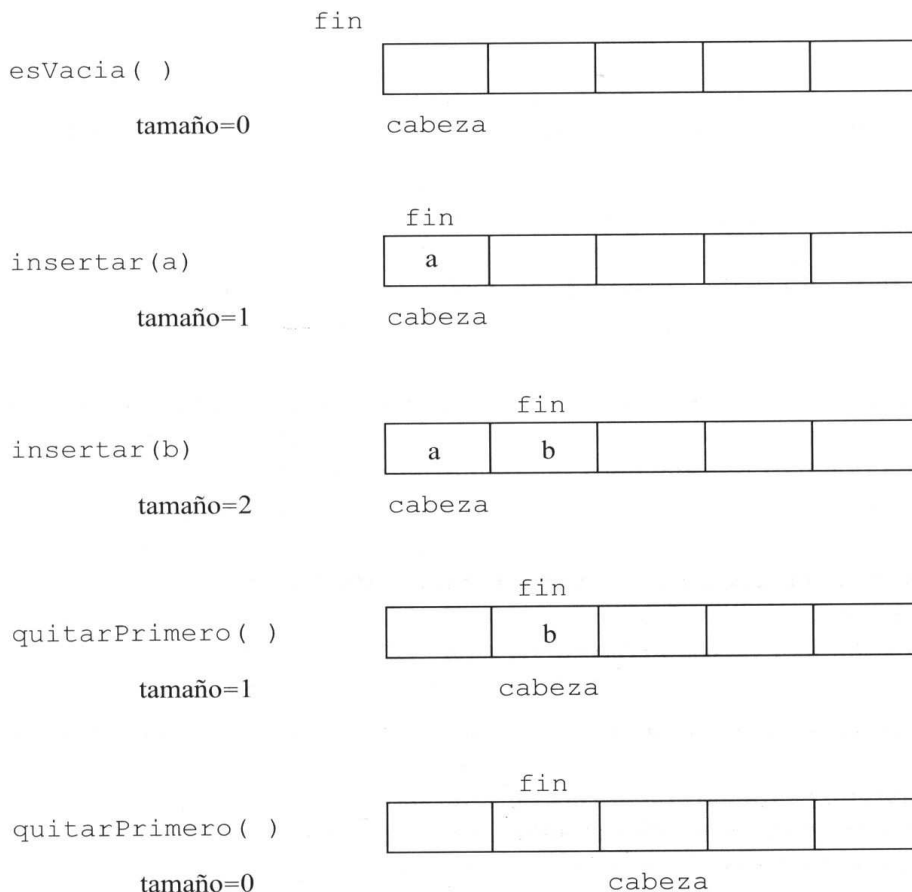 fin
esVacia( )
tamaño=0 cabeza
fin
insertar(a) a
tamaño=1 cabeza
fin
insertar(b) a b
tamaño=2 cabeza
fin
quitarPrimero( ) b
tamaño=1 cabeza
fin
quitarPrimero( )
tamaño=0 cabeza